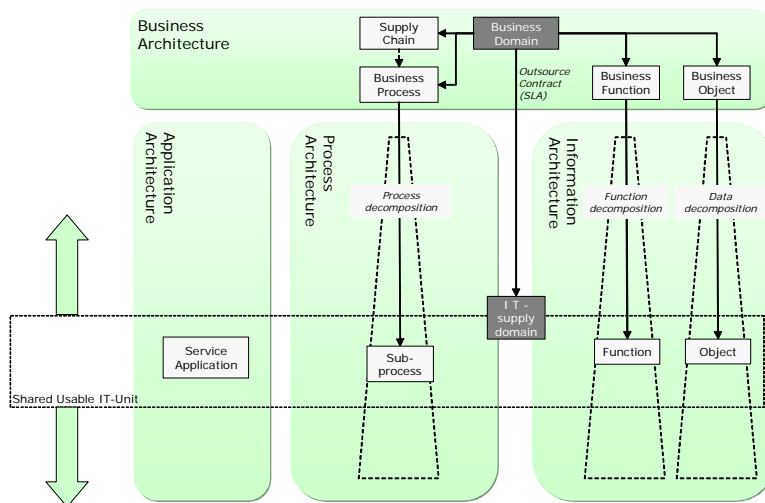 Business
Architecture
Supply
Chain
Business
Domain
Business
Process
Outsource
Contract
(SLA)
Business
Function
Business
Object
Application
Architecture
Process
Architecture
Information
Architecture
Process
decomposition
Function
decomposition
Data
decomposition
IT-
supply
domain
Service
Application
Sub-
process
Function
Object
Shared Usable IT-Unit